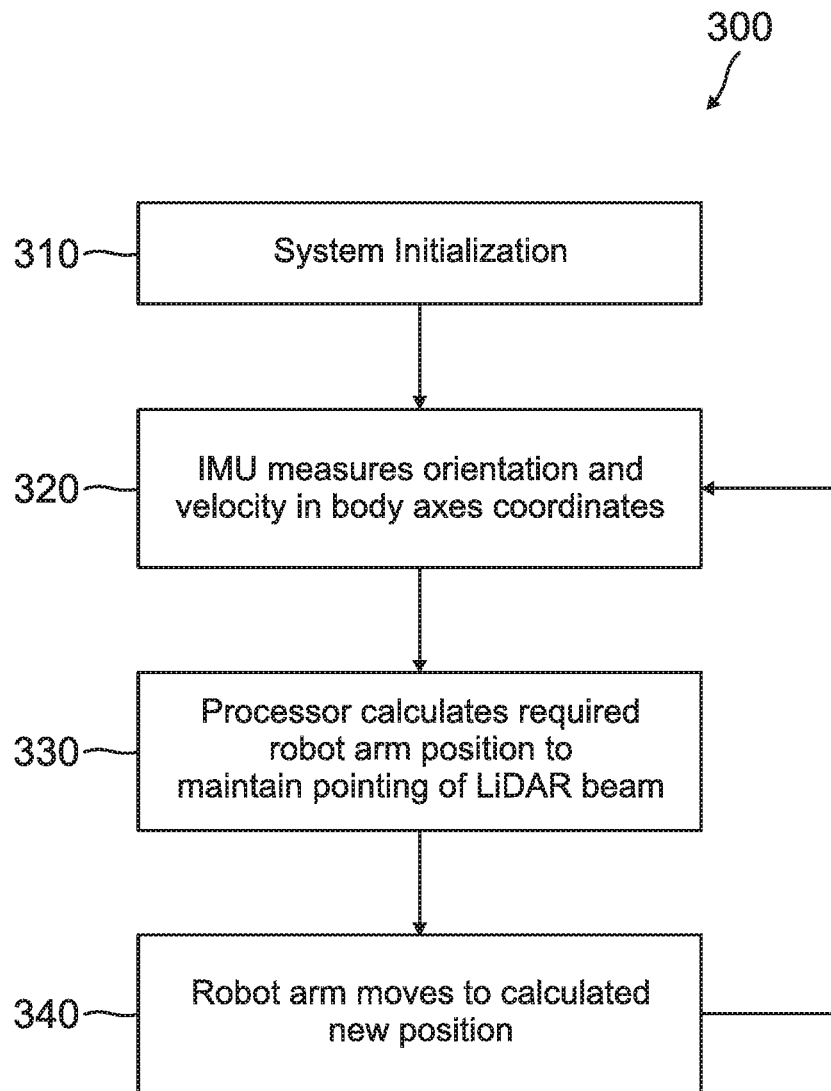 300
310
System Initialization
320
IMU measures orientation and
velocity in body axes coordinates
330
Processor calculates required
robot arm position to
maintain pointing of LiDAR beam
340
Robot arm moves to calculated
new position